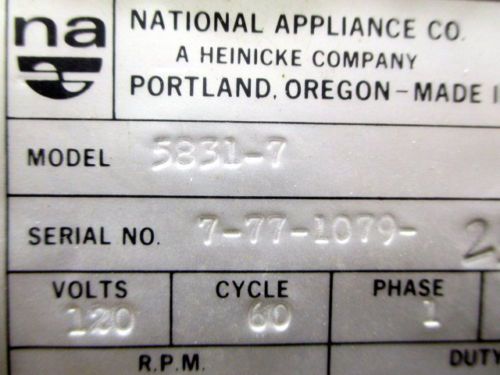 na
NATIONAL APPLIANCE CO.
A HEINICKE COMPANY
PORTLAND, OREGON-MADE
MODEL 5831-7
SERIAL NO. 7-77-1079-2
VOLTS CYCLE PHASE
120 60 1
R.P.M. DUTY